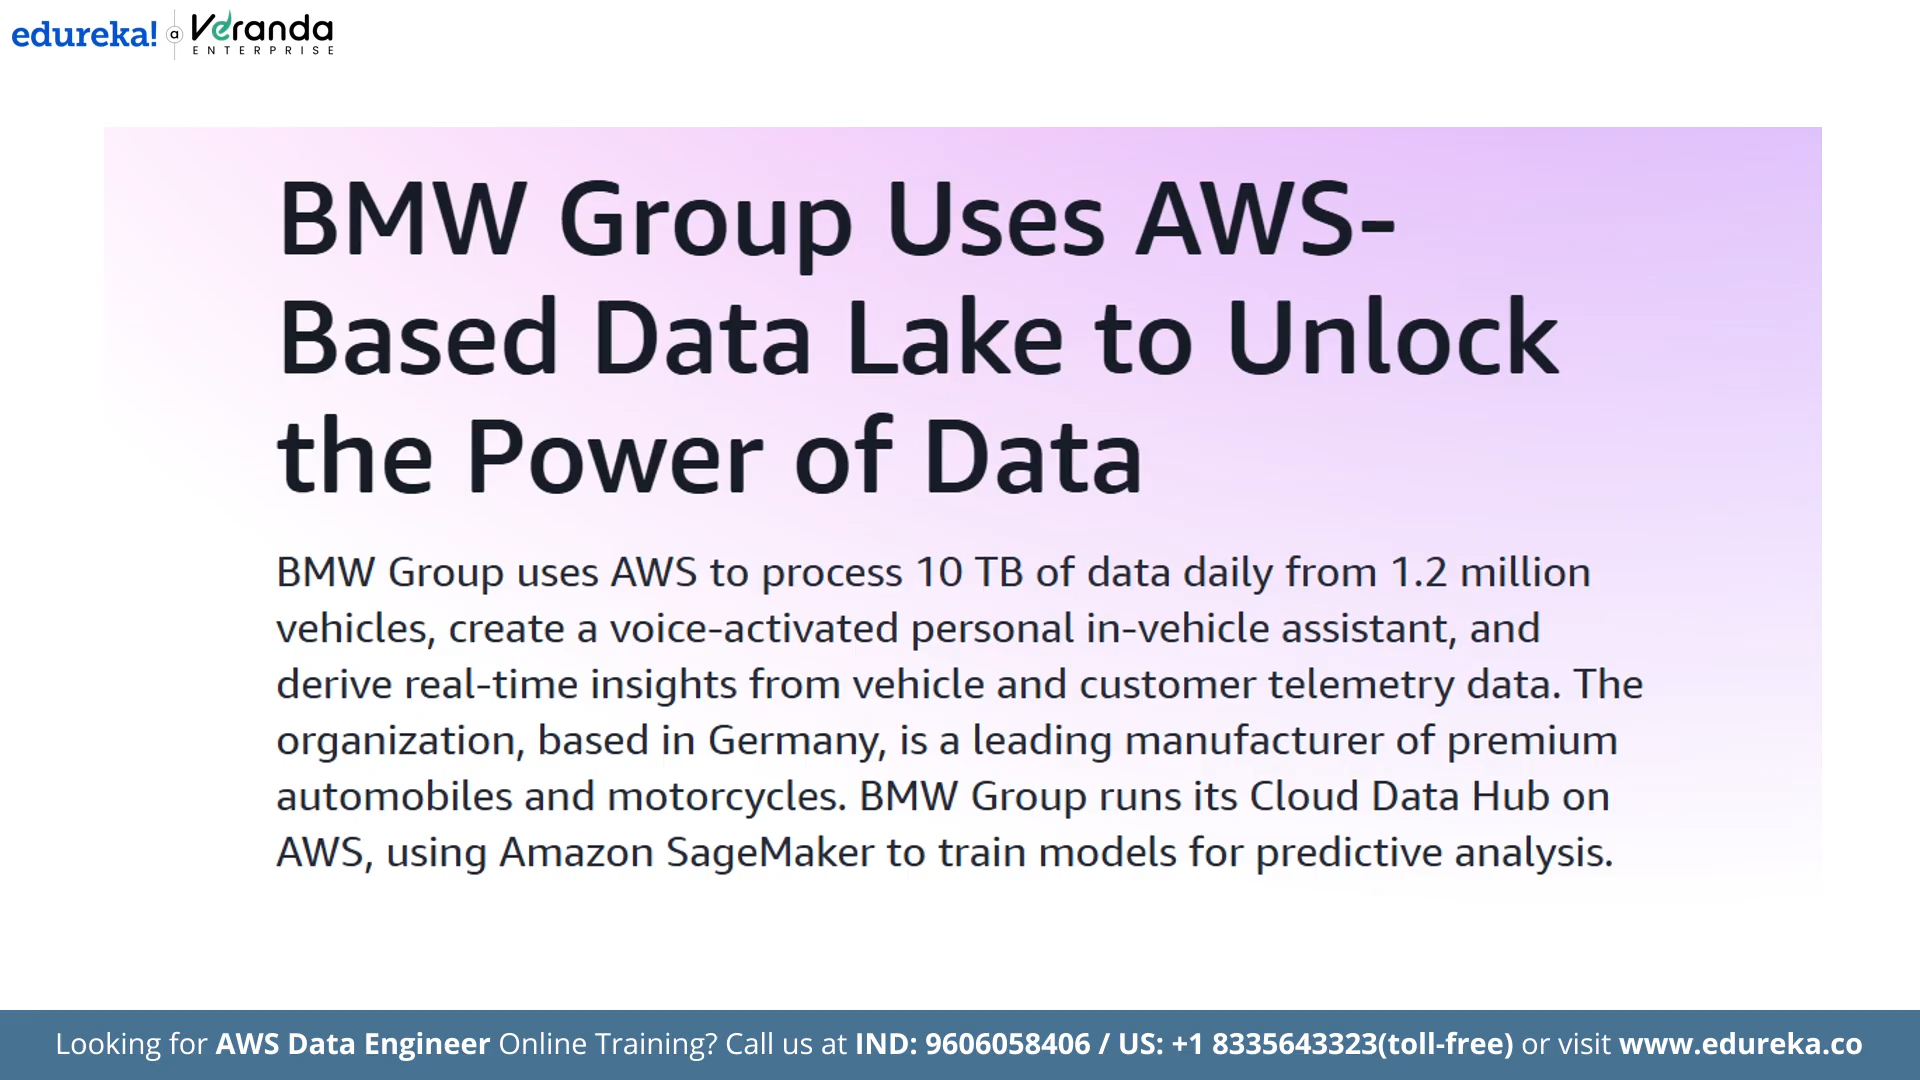 edureka! a Veranda
ENTERPRISE
BMW Group Uses AWS-
Based Data Lake to Unlock
the Power of Data
BMW Group uses AWS to process 10 TB of data daily from 1.2 million
vehicles, create a voice-activated personal in-vehicle assistant, and
derive real-time insights from vehicle and customer telemetry data. The
organization, based in Germany, is a leading manufacturer of premium
automobiles and motorcycles. BMW Group runs its Cloud Data Hub on
AWS, using Amazon SageMaker to train models for predictive analysis.
Looking for AWS Data Engineer Online Training? Call us at IND: 9606058406 / US: +1 8335643323(toll-free) or visit www.edureka.co